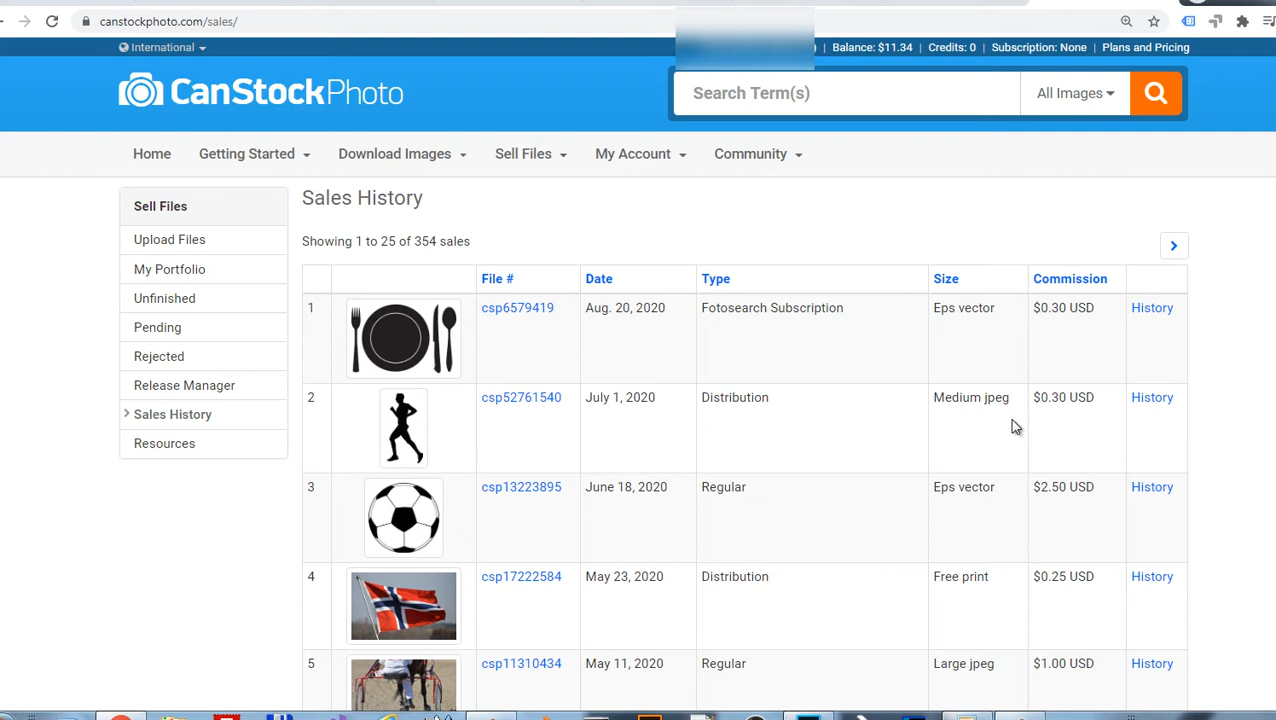 canstockphoto.com/sales/
International
) | Balance: $11.34 | Credits: 0 | Subscription: None | Plans and Pricing
CanStockPhoto
Search Term(s)
All Images
Home
Getting Started
Download Images
Sell Files
My Account
Community
Sell Files
Upload Files
My Portfolio
Unfinished
Pending
Rejected
Release Manager
Sales History
Resources
Sales History
Showing 1 to 25 of 354 sales
File # Date Type Size Commission
1 csp6579419 Aug. 20, 2020 Fotosearch Subscription Eps vector $0.30 USD History
2 csp52761540 July 1, 2020 Distribution Medium jpeg $0.30 USD History
3 csp13223895 June 18, 2020 Regular Eps vector $2.50 USD History
4 csp17222584 May 23, 2020 Distribution Free print $0.25 USD History
5 csp11310434 May 11, 2020 Regular Large jpeg $1.00 USD History